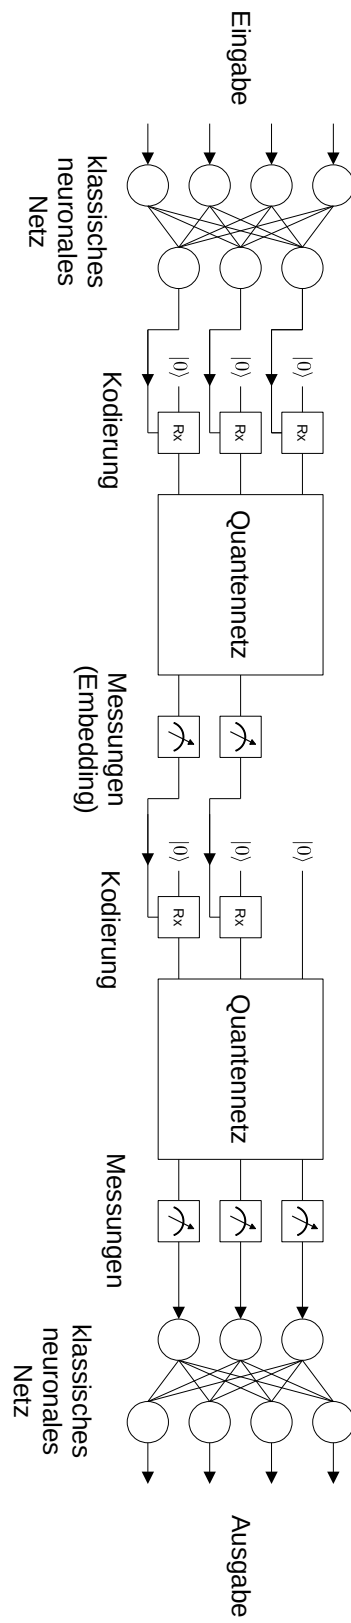 Eingabe
klassisches
neuronales
Netz
|0⟩
|0⟩
|0⟩
Rx
Rx
Rx
Kodierung
Quantennetz
Messungen
(Embedding)
|0⟩
|0⟩
|0⟩
Rx
Rx
Kodierung
Quantennetz
Messungen
klassisches
neuronales
Netz
Ausgabe